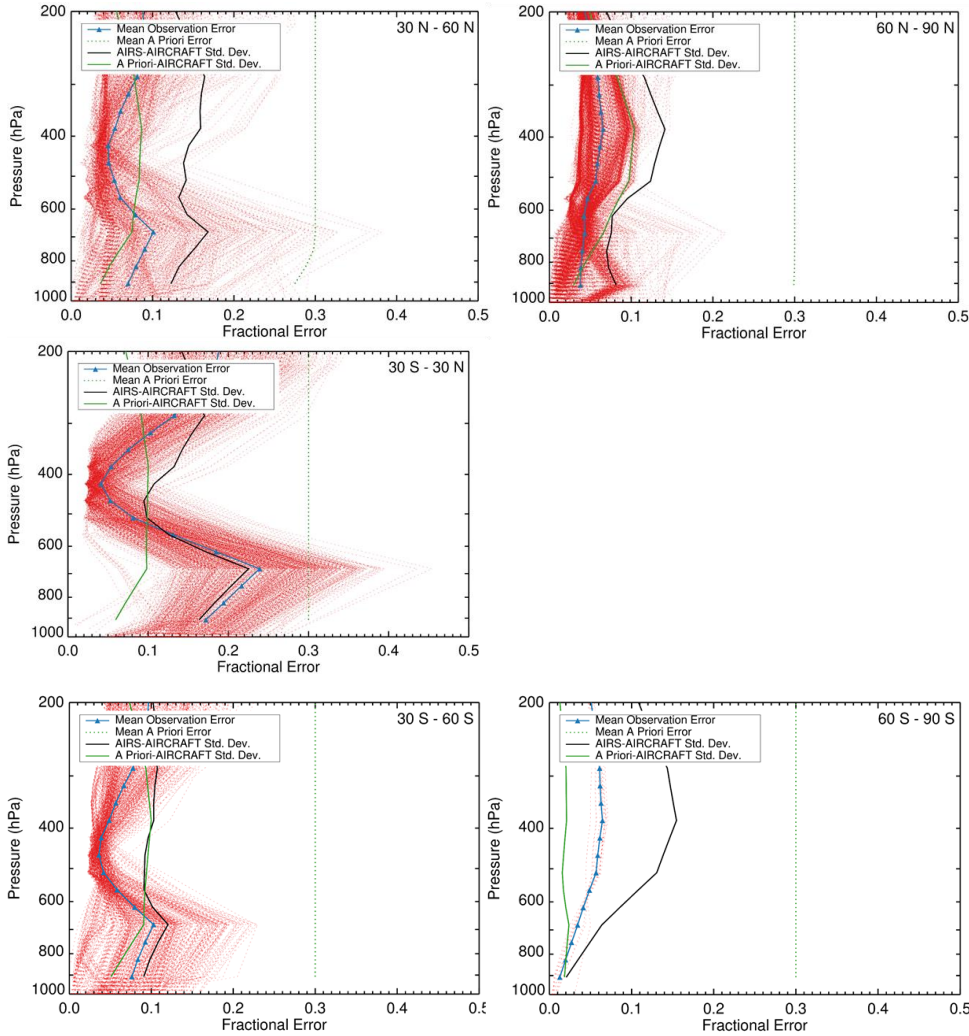 30 N - 60 N
Mean Observation Error
Mean A Priori Error
AIRS-AIRCRAFT Std. Dev.
A Priori-AIRCRAFT Std. Dev.
Pressure (hPa)
200
400
600
800
1000
0.0 0.1 0.2 0.3 0.4 0.5
Fractional Error
60 N - 90 N
Mean Observation Error
Mean A Priori Error
AIRS-AIRCRAFT Std. Dev.
A Priori-AIRCRAFT Std. Dev.
Pressure (hPa)
200
400
600
800
1000
0.0 0.1 0.2 0.3 0.4 0.5
Fractional Error
30 S - 30 N
Mean Observation Error
Mean A Priori Error
AIRS-AIRCRAFT Std. Dev.
A Priori-AIRCRAFT Std. Dev.
Pressure (hPa)
200
400
600
800
1000
0.0 0.1 0.2 0.3 0.4 0.5
Fractional Error
30 S - 60 S
Mean Observation Error
Mean A Priori Error
AIRS-AIRCRAFT Std. Dev.
A Priori-AIRCRAFT Std. Dev.
Pressure (hPa)
200
400
600
800
1000
0.0 0.1 0.2 0.3 0.4 0.5
Fractional Error
60 S - 90 S
Mean Observation Error
Mean A Priori Error
AIRS-AIRCRAFT Std. Dev.
A Priori-AIRCRAFT Std. Dev.
Pressure (hPa)
200
400
600
800
1000
0.0 0.1 0.2 0.3 0.4 0.5
Fractional Error